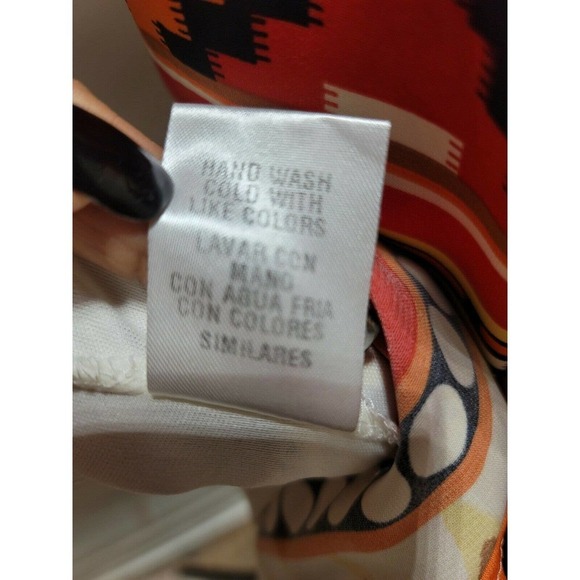 HAND WASH
COLD WITH
LIKE COLORS
LAVAR CON
MANO
CON AGUA FRIA
CON COLORES
SIMILARES